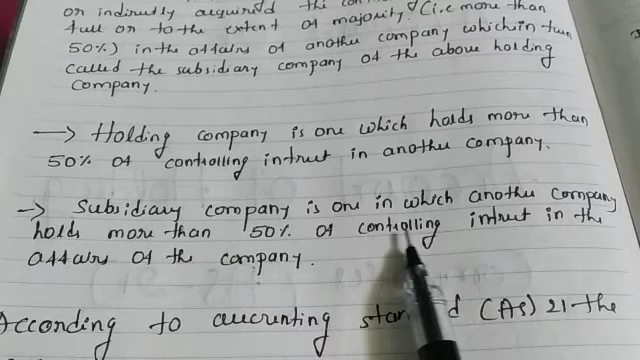 or indirectly acquired the
full or to the extent of majority (i.e more than
50%) in the affairs of another company which in turn
called the subsidiary company of the above holding
company.
→ Holding company is one which holds more than
50% of controlling intrest in another company.
→ Subsidiary company is one in which another company
holds more than 50% of controlling intrest in the
affairs of the company.
According to accounting (AS) 21 the